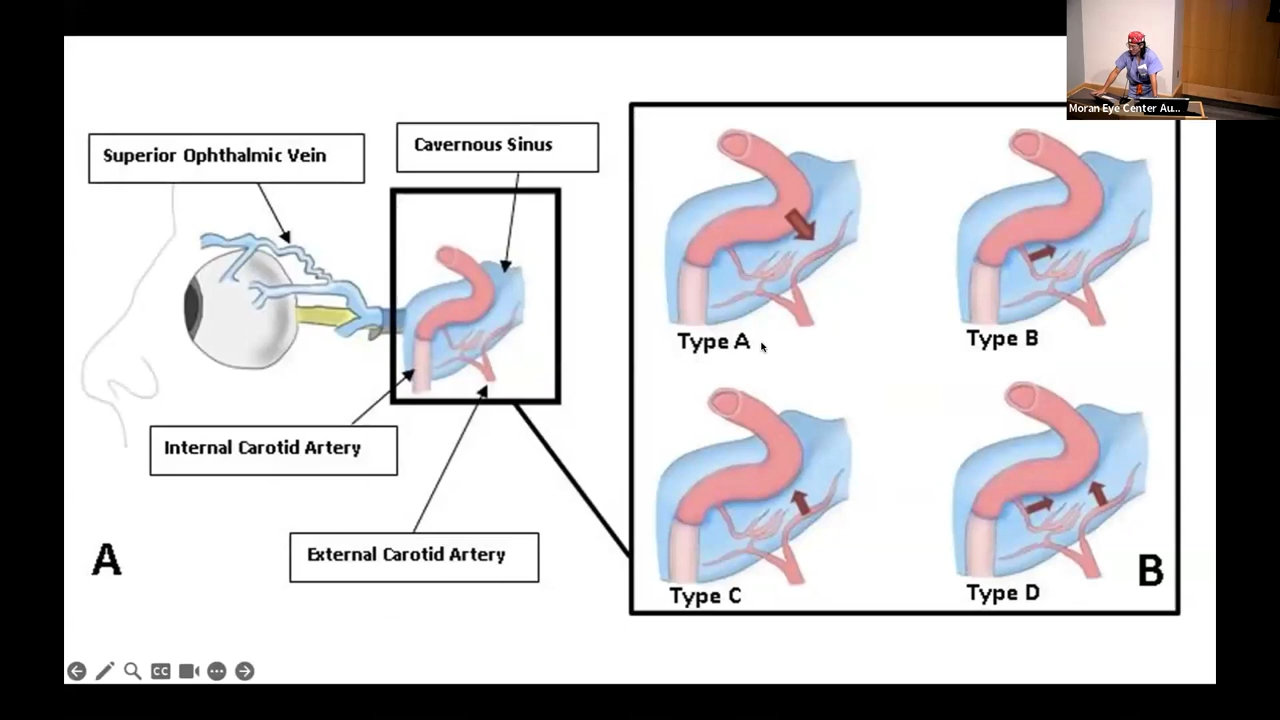 Moran Eye Center Au...
Superior Ophthalmic Vein
Cavernous Sinus
Internal Carotid Artery
External Carotid Artery
A
Type A
Type B
Type C
Type D
B
CC